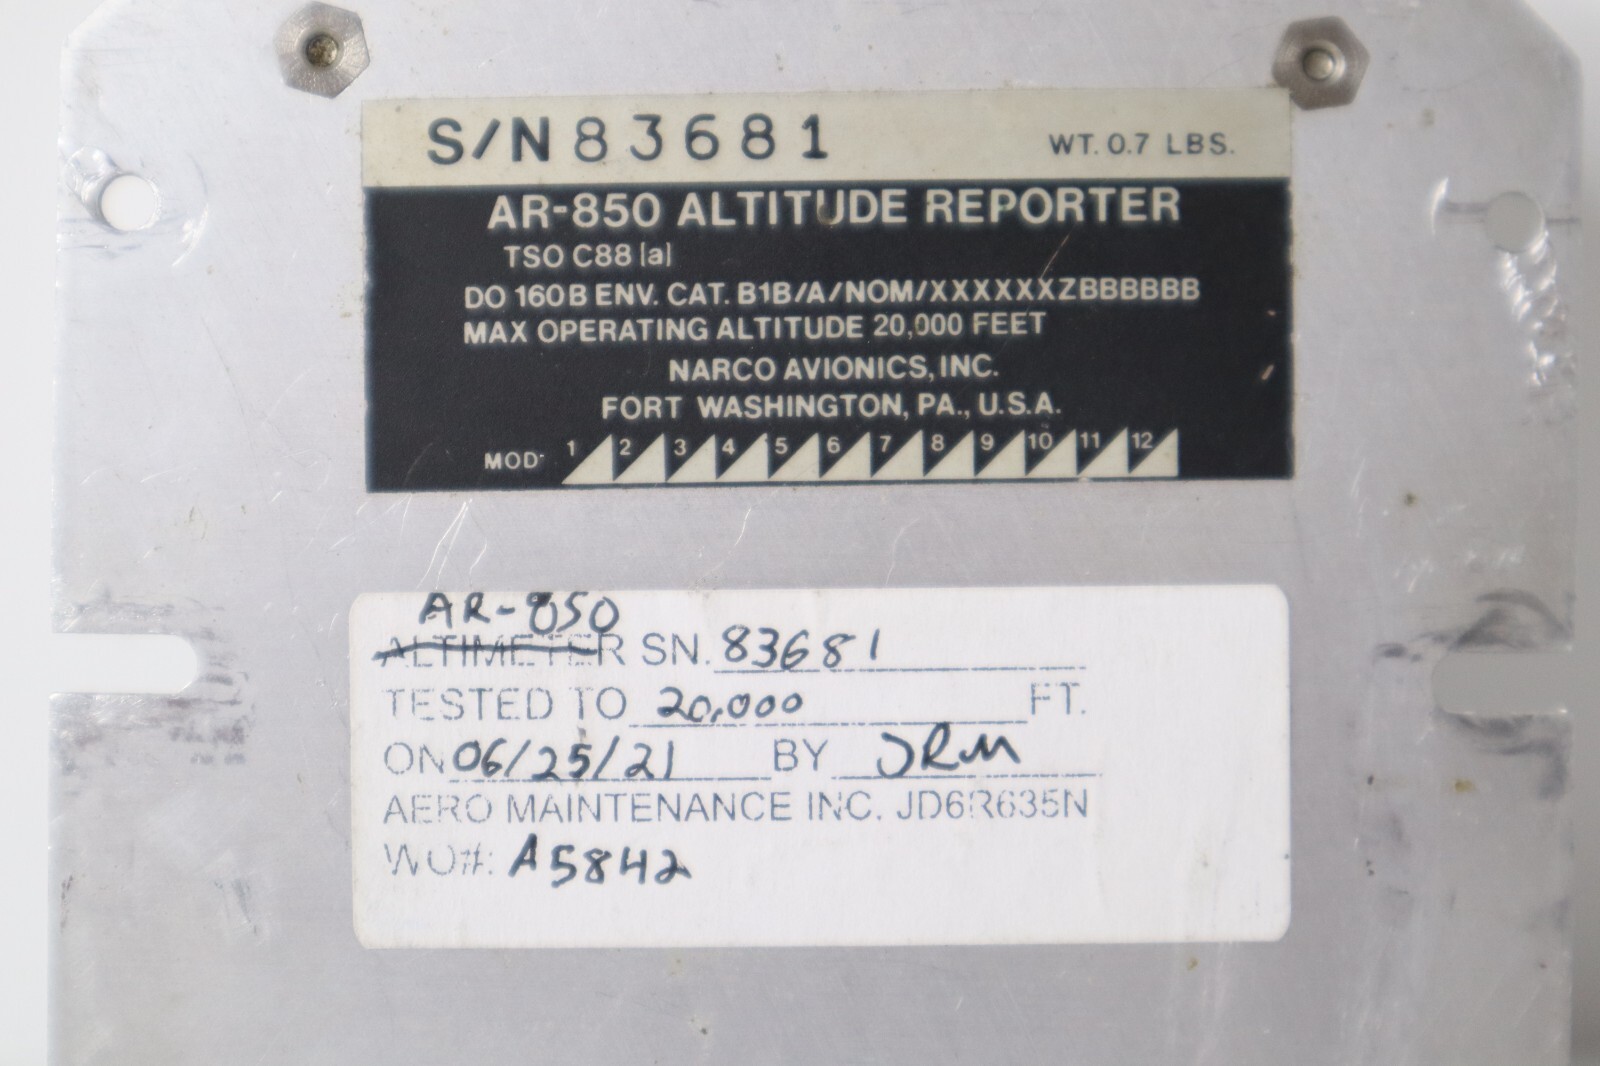 S/N 83681 WT. 0.7 LBS.
AR-850 ALTITUDE REPORTER
TSO C88 (a)
DO 160B ENV. CAT. B1B/A/NOM/XXXXXXZBBBBBB
MAX OPERATING ALTITUDE 20,000 FEET
NARCO AVIONICS, INC.
FORT WASHINGTON, PA., U.S.A.
MOD 1 2 3 4 5 6 7 8 9 10 11 12
AR-850
ALTIMETER SN. 83681
TESTED TO 20,000 FT.
ON 06/25/21 BY JRM
AERO MAINTENANCE INC. JD6R635N
WO#: A5842